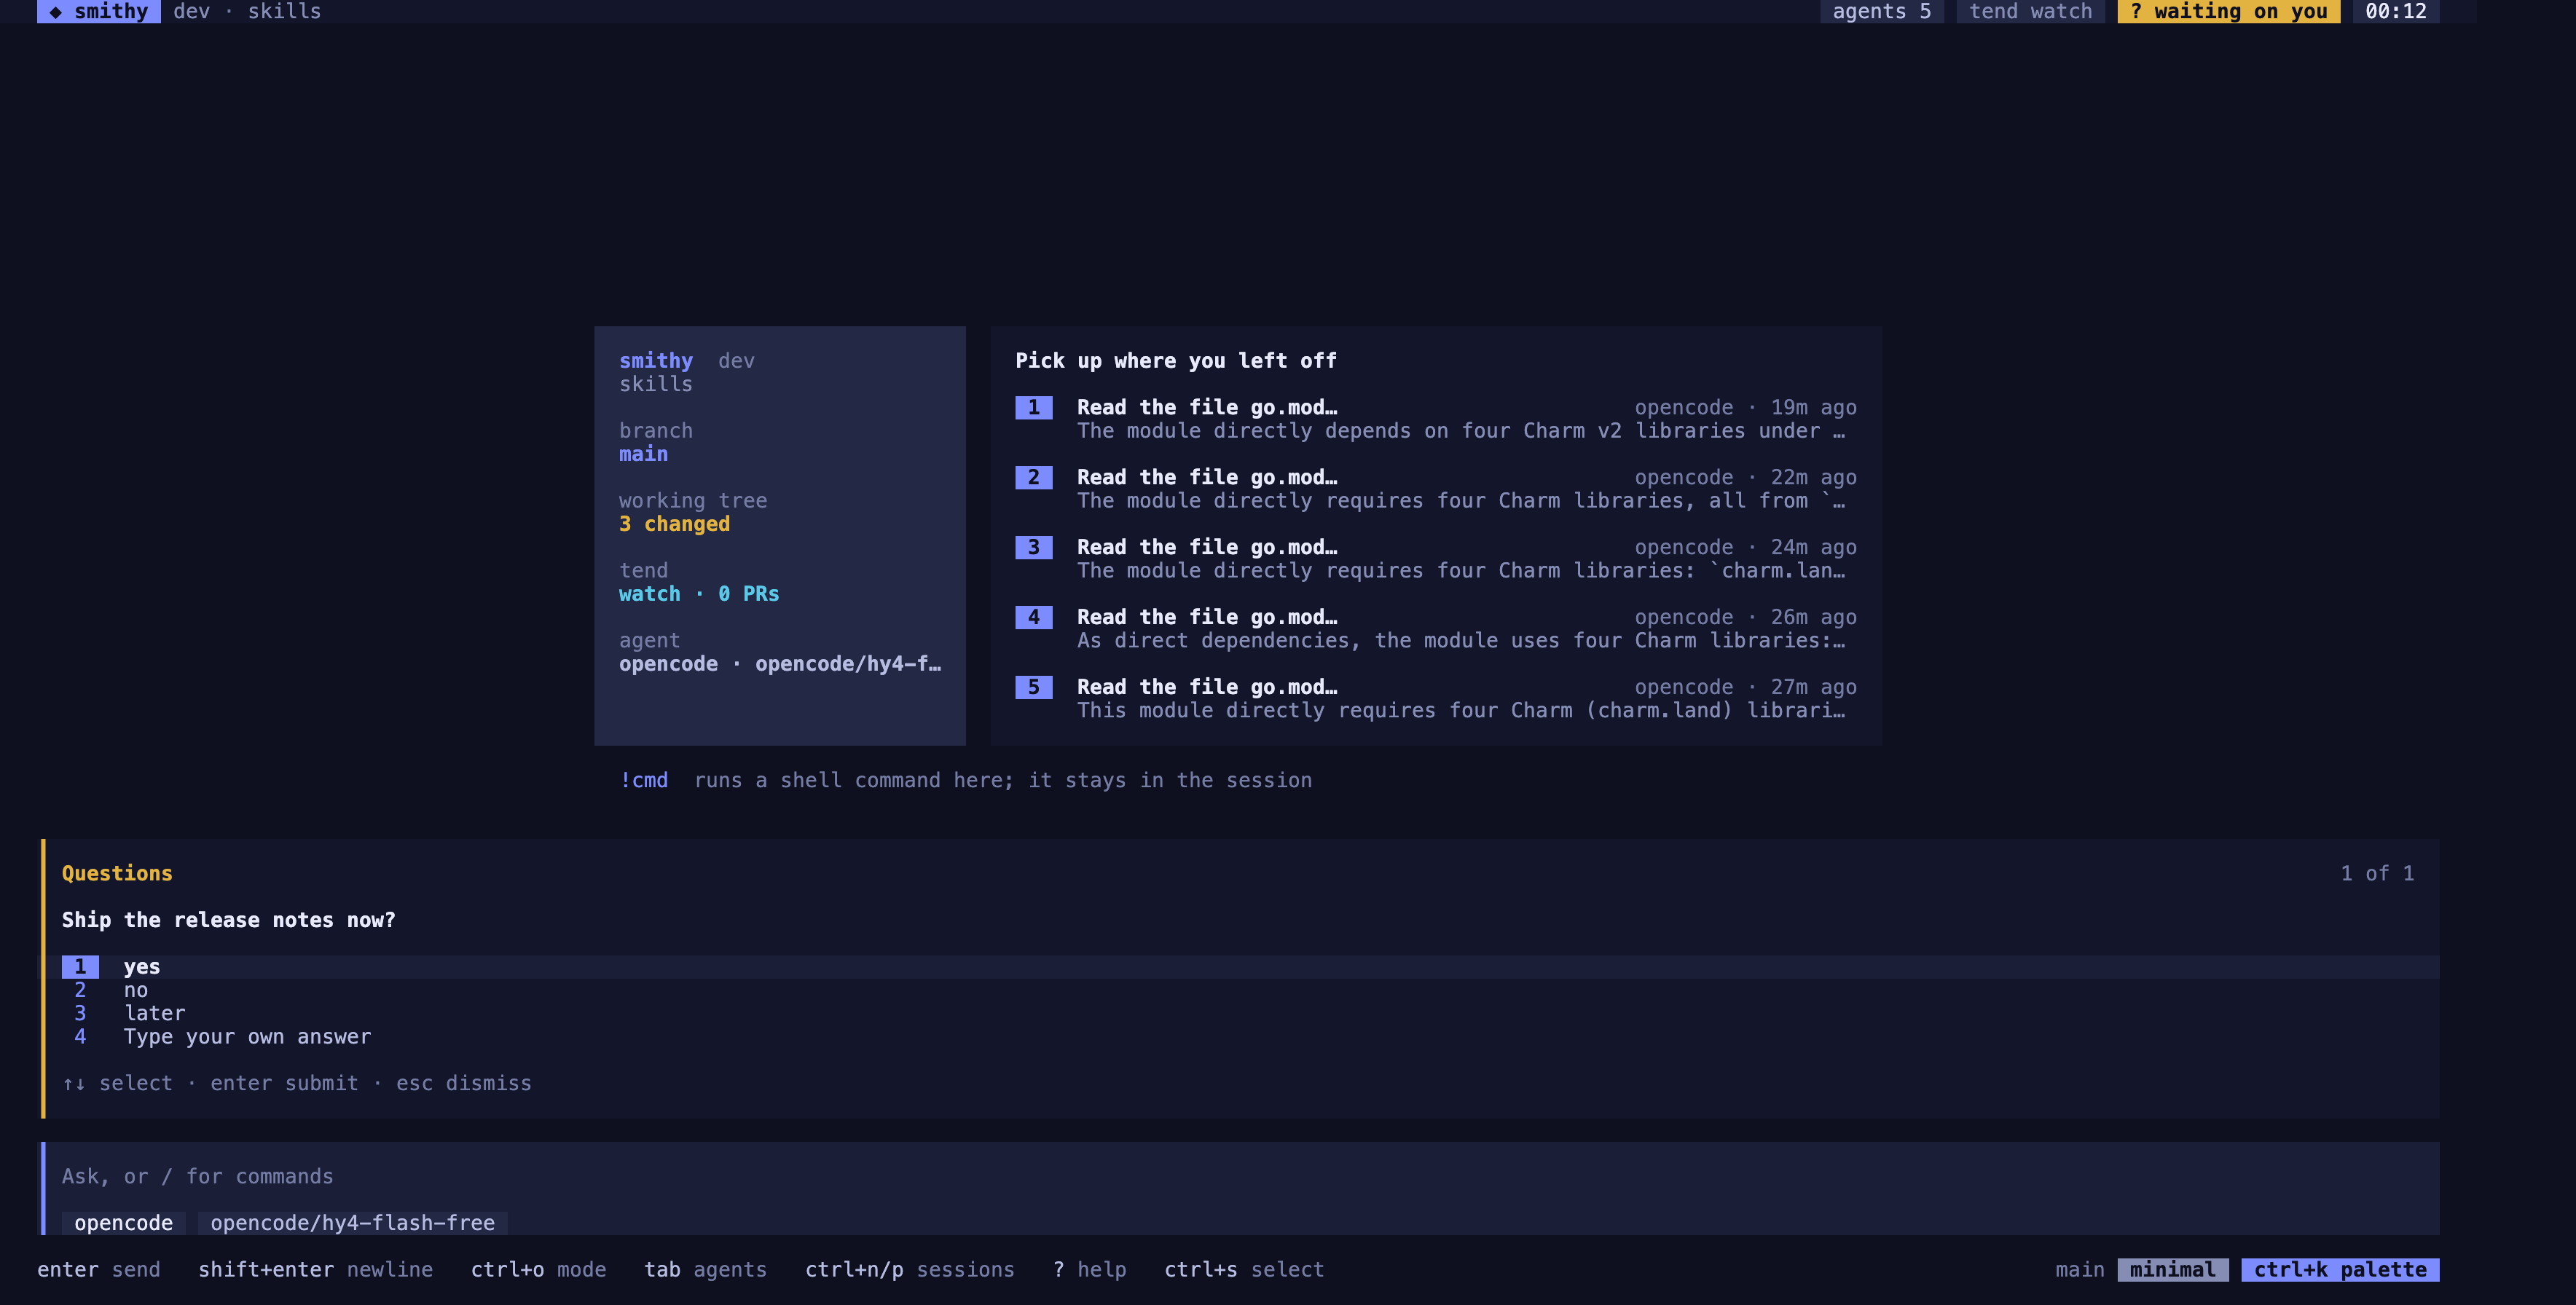 ◆ smithy dev · skills agents 5 tend watch ? waiting on you 00:12
smithy dev
skills
branch
main
working tree
3 changed
tend
watch · 0 PRs
agent
opencode · opencode/hy4-f…
Pick up where you left off
1 Read the file go.mod… opencode · 19m ago
The module directly depends on four Charm v2 libraries under …
2 Read the file go.mod… opencode · 22m ago
The module directly requires four Charm libraries, all from `…
3 Read the file go.mod… opencode · 24m ago
The module directly requires four Charm libraries: `charm.lan…
4 Read the file go.mod… opencode · 26m ago
As direct dependencies, the module uses four Charm libraries:…
5 Read the file go.mod… opencode · 27m ago
This module directly requires four Charm (charm.land) librari…
!cmd runs a shell command here; it stays in the session
Questions 1 of 1
Ship the release notes now?
1 yes
2 no
3 later
4 Type your own answer
↑↓ select · enter submit · esc dismiss
Ask, or / for commands
opencode opencode/hy4-flash-free
enter send shift+enter newline ctrl+o mode tab agents ctrl+n/p sessions ? help ctrl+s select main minimal ctrl+k palette